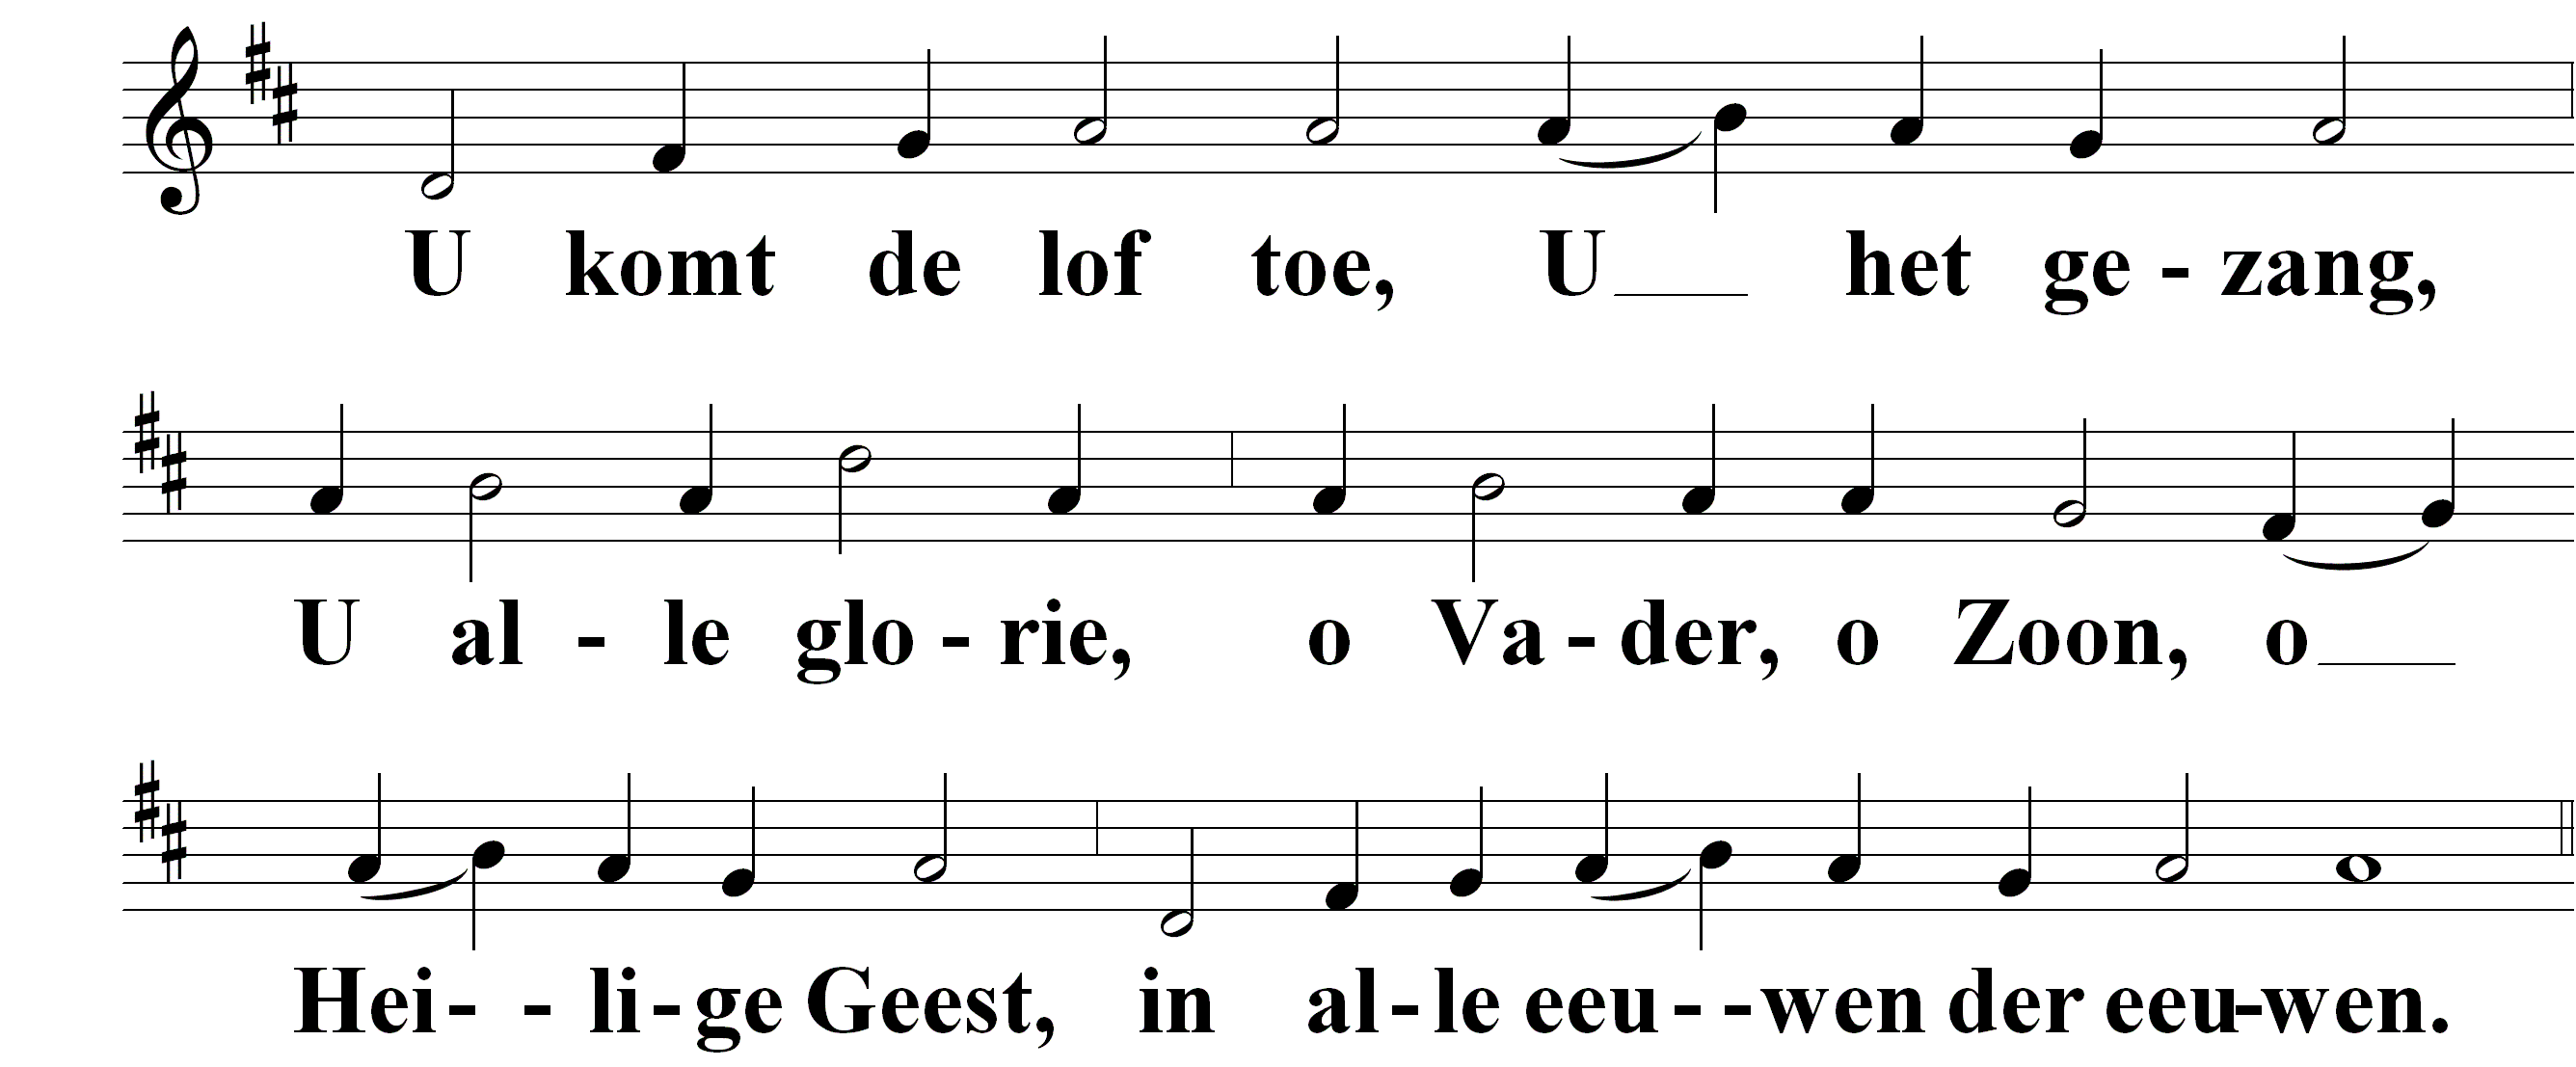 U komt de lof toe, U het ge - zang,
U al - le glo - rie, o Va - der, o Zoon, o
Hei - - li - ge Geest, in al - le eeu - - wen der eeu-wen.